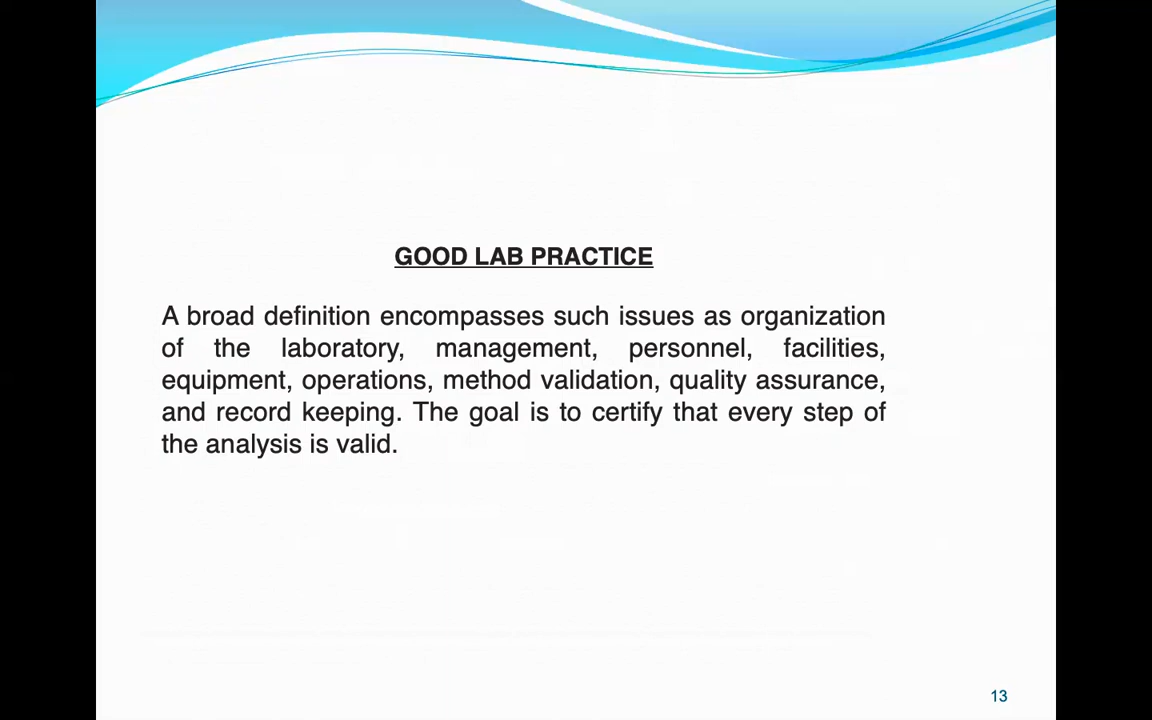 GOOD LAB PRACTICE
A broad definition encompasses such issues as organization
of the laboratory, management, personnel, facilities,
equipment, operations, method validation, quality assurance,
and record keeping. The goal is to certify that every step of
the analysis is valid.
13